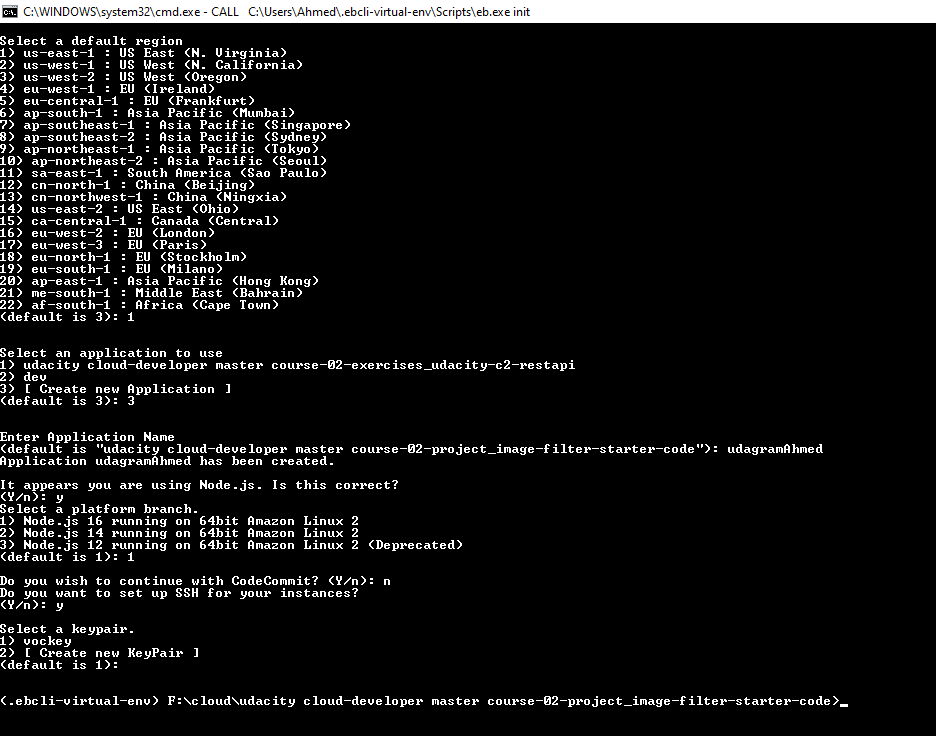 C:\WINDOWS\system32\cmd.exe - CALL C:\Users\Ahmed\.ebcli-virtual-env\Scripts\eb.exe init
Select a default region
1) us-east-1 : US East (N. Virginia)
2) us-west-1 : US West (N. California)
3) us-west-2 : US West (Oregon)
4) eu-west-1 : EU (Ireland)
5) eu-central-1 : EU (Frankfurt)
6) ap-south-1 : Asia Pacific (Mumbai)
7) ap-southeast-1 : Asia Pacific (Singapore)
8) ap-southeast-2 : Asia Pacific (Sydney)
9) ap-northeast-1 : Asia Pacific (Tokyo)
10) ap-northeast-2 : Asia Pacific (Seoul)
11) sa-east-1 : South America (Sao Paulo)
12) cn-north-1 : China (Beijing)
13) cn-northwest-1 : China (Ningxia)
14) us-east-2 : US East (Ohio)
15) ca-central-1 : Canada (Central)
16) eu-west-2 : EU (London)
17) eu-west-3 : EU (Paris)
18) eu-north-1 : EU (Stockholm)
19) eu-south-1 : EU (Milano)
20) ap-east-1 : Asia Pacific (Hong Kong)
21) me-south-1 : Middle East (Bahrain)
22) af-south-1 : Africa (Cape Town)
(default is 3): 1
Select an application to use
1) udacity cloud-developer master course-02-exercises_udacity-c2-restapi
2) dev
3) [ Create new Application ]
(default is 3): 3
Enter Application Name
(default is "udacity cloud-developer master course-02-project_image-filter-starter-code"): udagramAhmed
Application udagramAhmed has been created.
It appears you are using Node.js. Is this correct?
(Y/n): y
Select a platform branch.
1) Node.js 16 running on 64bit Amazon Linux 2
2) Node.js 14 running on 64bit Amazon Linux 2
3) Node.js 12 running on 64bit Amazon Linux 2 (Deprecated)
(default is 1): 1
Do you wish to continue with CodeCommit? (Y/n): n
Do you want to set up SSH for your instances?
(Y/n): y
Select a keypair.
1) vockey
2) [ Create new KeyPair ]
(default is 1):
(.ebcli-virtual-env) F:\cloud\udacity cloud-developer master course-02-project_image-filter-starter-code>